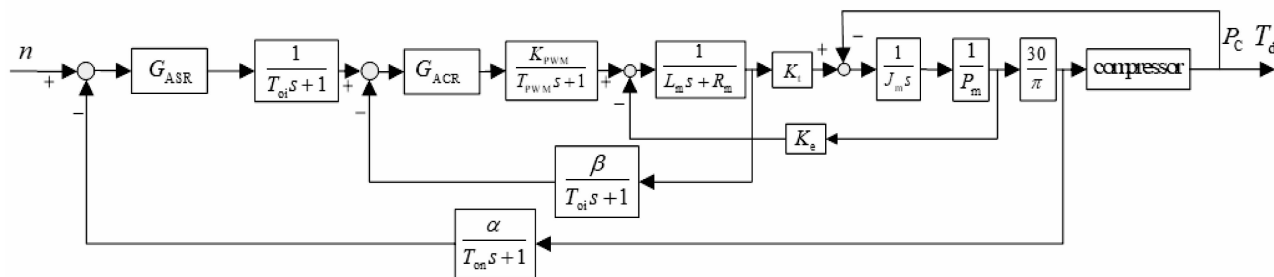 n
+
−
G_ASR
1
T_oi s + 1
+
−
G_ACR
K_PWM
T_PWM s + 1
+
−
1
L_m s + R_m
K_t
+
−
1
J_m s
1
P_m
30
π
compressor
P_C T_d
K_e
β
T_oi s + 1
α
T_on s + 1